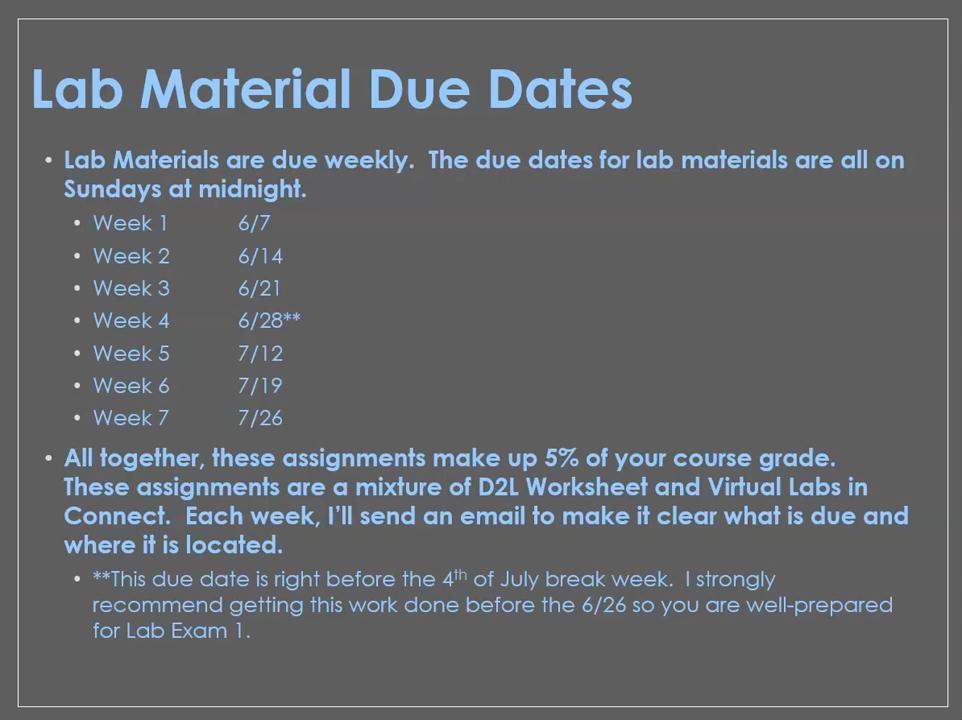 Lab Material Due Dates
• Lab Materials are due weekly.  The due dates for lab materials are all on
Sundays at midnight.
• Week 1 6/7
• Week 2 6/14
• Week 3 6/21
• Week 4 6/28**
• Week 5 7/12
• Week 6 7/19
• Week 7 7/26
• All together, these assignments make up 5% of your course grade.
These assignments are a mixture of D2L Worksheet and Virtual Labs in
Connect.  Each week, I'll send an email to make it clear what is due and
where it is located.
• **This due date is right before the 4th of July break week.  I strongly
recommend getting this work done before the 6/26 so you are well-prepared
for Lab Exam 1.